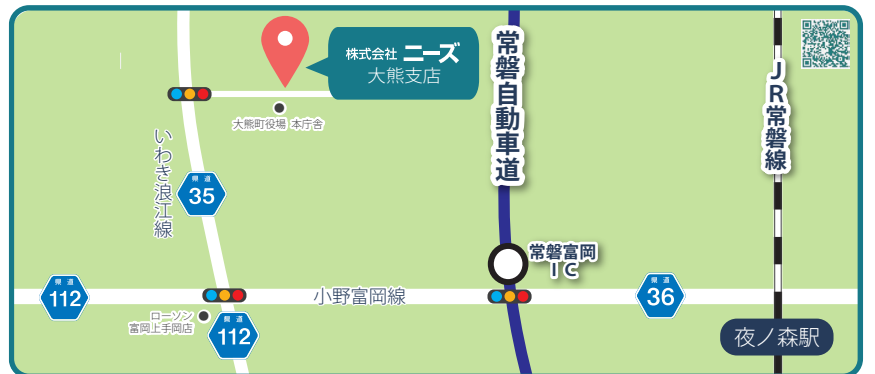 株式会社 ニーズ
大熊支店
大熊町役場 本庁舎
常磐自動車道
JR常磐線
いわき浪江線
県道
35
常磐富岡
IC
県道
112
小野富岡線
県道
36
ローソン
富岡上手岡店
県道
112
夜ノ森駅